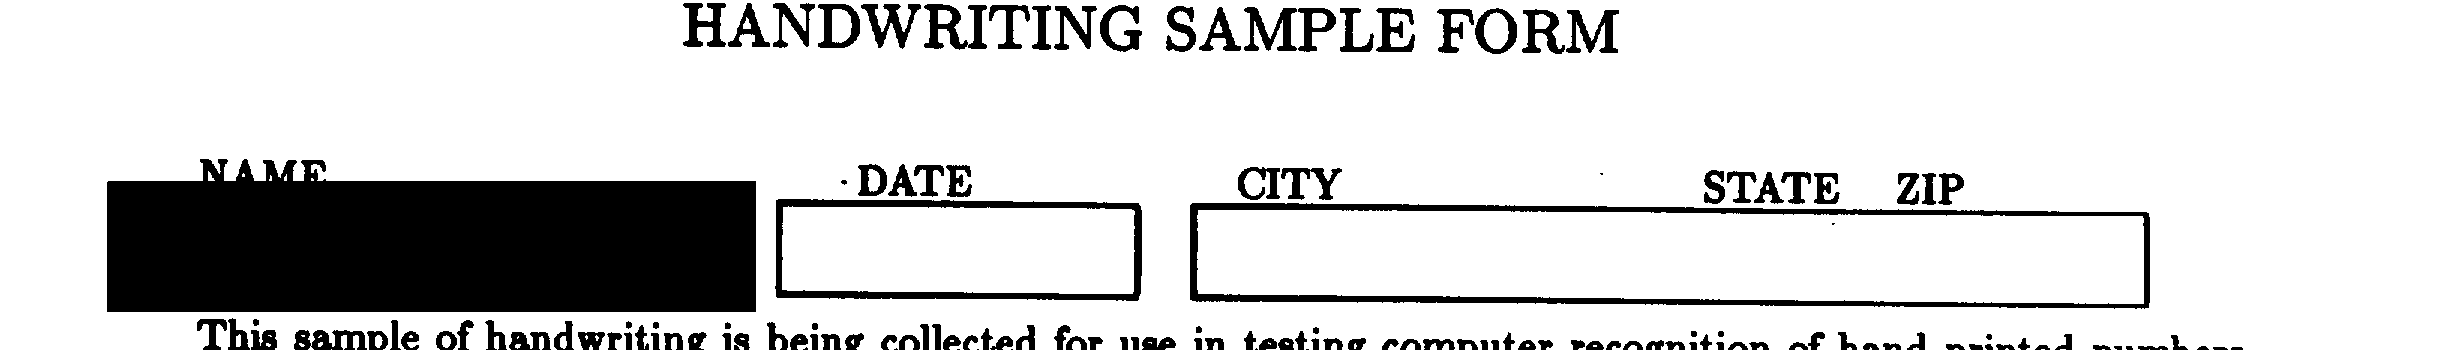 HANDWRITING SAMPLE FORM
NAME DATE CITY STATE ZIP
This sample of handwriting is being collected for use in testing computer recognition of hand printed numbers